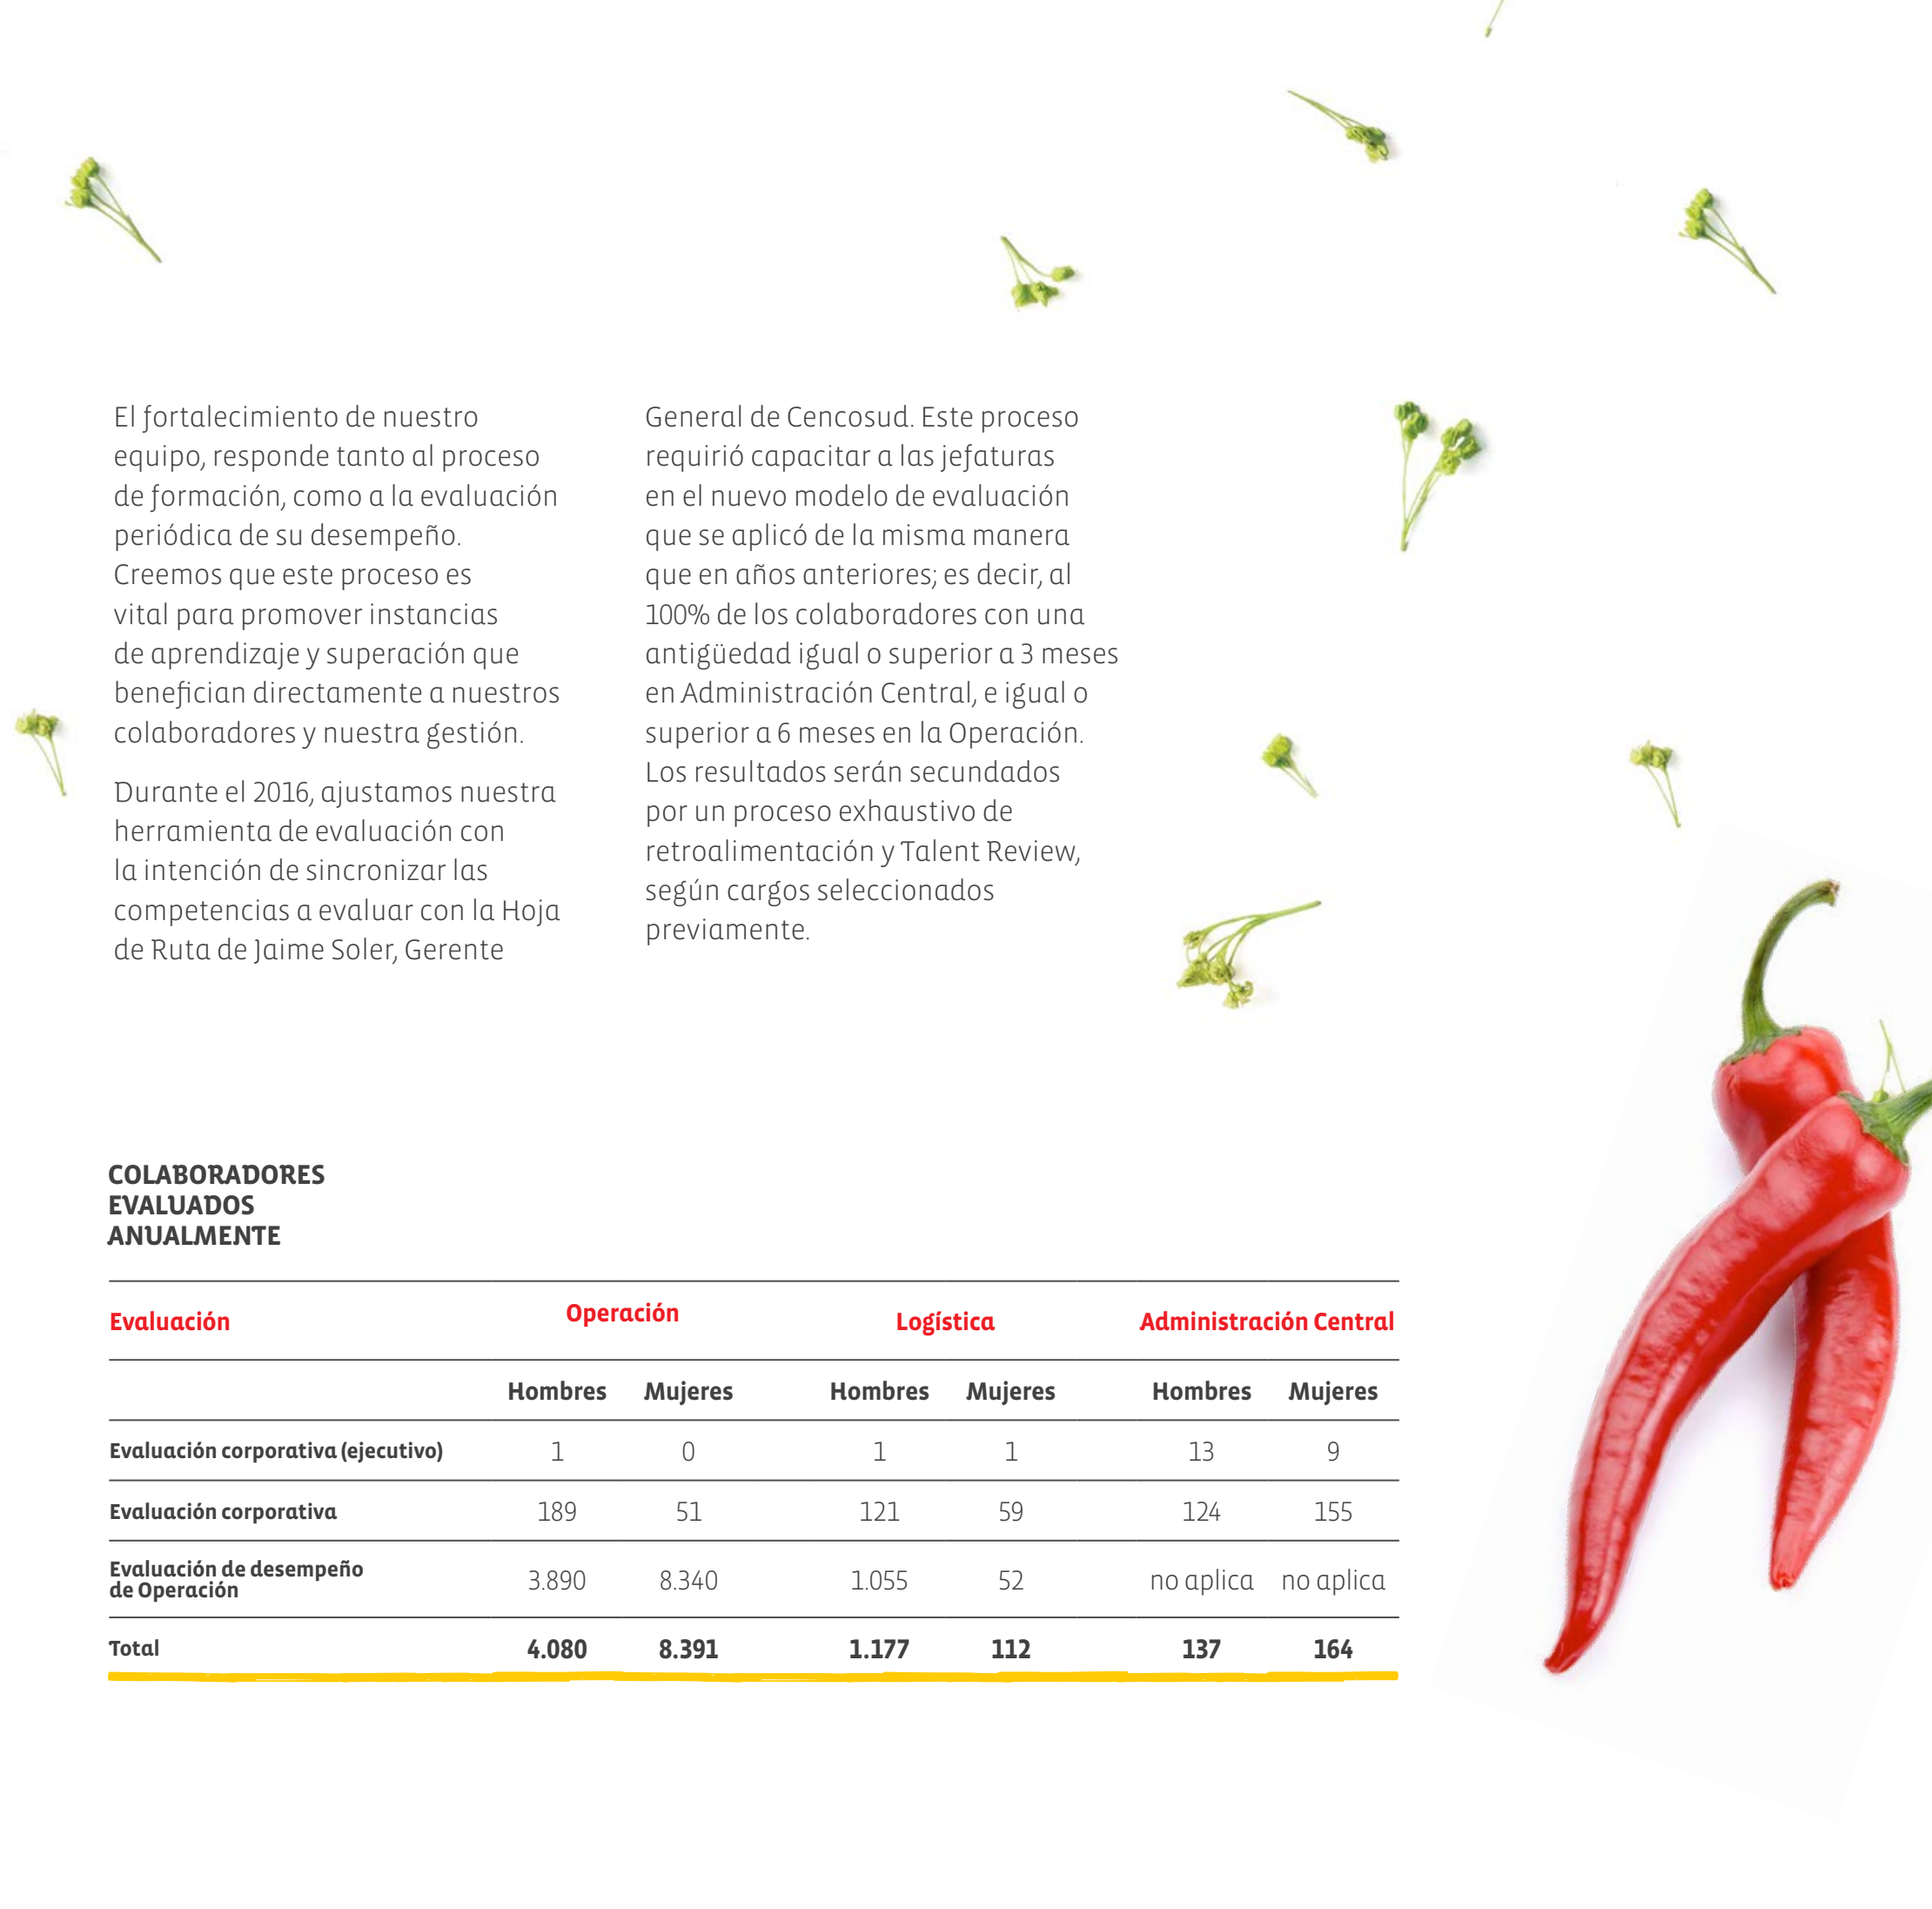 El fortalecimiento de nuestro
equipo, responde tanto al proceso
de formación, como a la evaluación
periódica de su desempeño.
Creemos que este proceso es
vital para promover instancias
de aprendizaje y superación que
benefician directamente a nuestros
colaboradores y nuestra gestión.
Durante el 2016, ajustamos nuestra
herramienta de evaluación con
la intención de sincronizar las
competencias a evaluar con la Hoja
de Ruta de Jaime Soler, Gerente
General de Cencosud. Este proceso
requirió capacitar a las jefaturas
en el nuevo modelo de evaluación
que se aplicó de la misma manera
que en años anteriores; es decir, al
100% de los colaboradores con una
antigüedad igual o superior a 3 meses
en Administración Central, e igual o
superior a 6 meses en la Operación.
Los resultados serán secundados
por un proceso exhaustivo de
retroalimentación y Talent Review,
según cargos seleccionados
previamente.
COLABORADORES
EVALUADOS
ANUALMENTE
Evaluación Operación Logística Administración Central
Hombres Mujeres Hombres Mujeres Hombres Mujeres
Evaluación corporativa (ejecutivo) 1 0 1 1 13 9
Evaluación corporativa 189 51 121 59 124 155
Evaluación de desempeño
de Operación 3.890 8.340 1.055 52 no aplica no aplica
Total 4.080 8.391 1.177 112 137 164